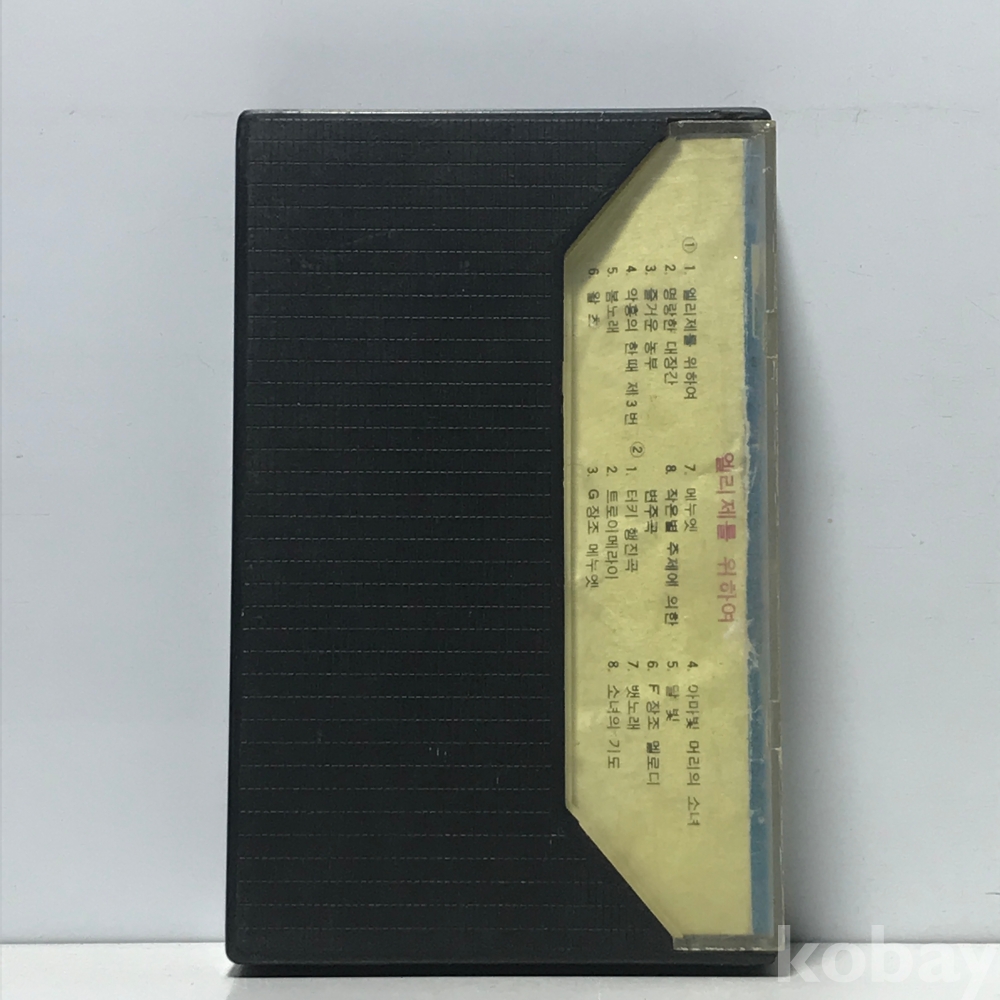 엘리제를 위하여
① 1. 엘리제를 위하여
2. 명랑한 대장간
3. 즐거운 농부
4. 악흥의 한때 제3번
5. 봄노래
6. 왈츠
7. 메누엣
8. 작은별 주제에 의한
변주곡
②
1. 터키 행진곡
2. 트로이메라이
3. G장조 메누엣
4. 아마빛 머리의 소녀
5. 달빛
6. F장조 멜로디
7. 뱃노래
8. 소녀의 기도
kobay